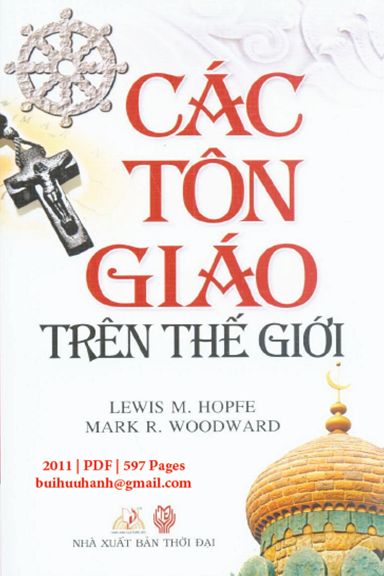 CÁC
TÔN
GIÁO
TRÊN THẾ GIỚI
LEWIS M. HOPFE
MARK R. WOODWARD
2011 | PDF | 597 Pages
buihuuhanh@gmail.com
NHÀ XUẤT BẢN THỜI ĐẠI